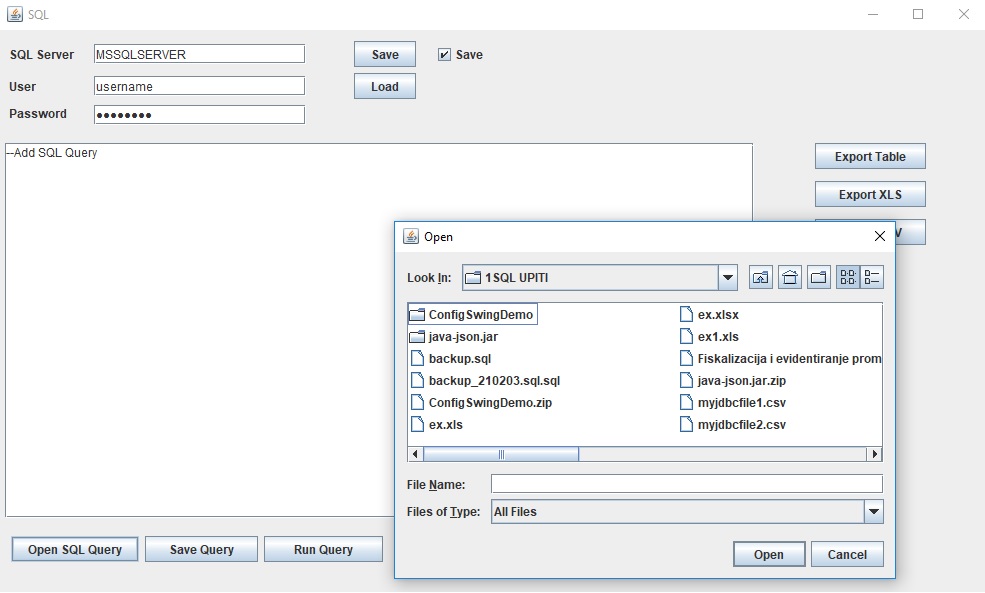 SQL
SQL Server MSSQLSERVER Save Save
User username Load
Password ●●●●●●●●
--Add SQL Query
Export Table
Export XLS
V
Open
Look In: 1SQL UPITI
ConfigSwingDemo
java-json.jar
backup.sql
backup_210203.sql.sql
ConfigSwingDemo.zip
ex.xls
ex.xlsx
ex1.xls
Fiskalizacija i evidentiranje prom
java-json.jar.zip
myjdbcfile1.csv
myjdbcfile2.csv
File Name:
Files of Type: All Files
Open Cancel
Open SQL Query Save Query Run Query